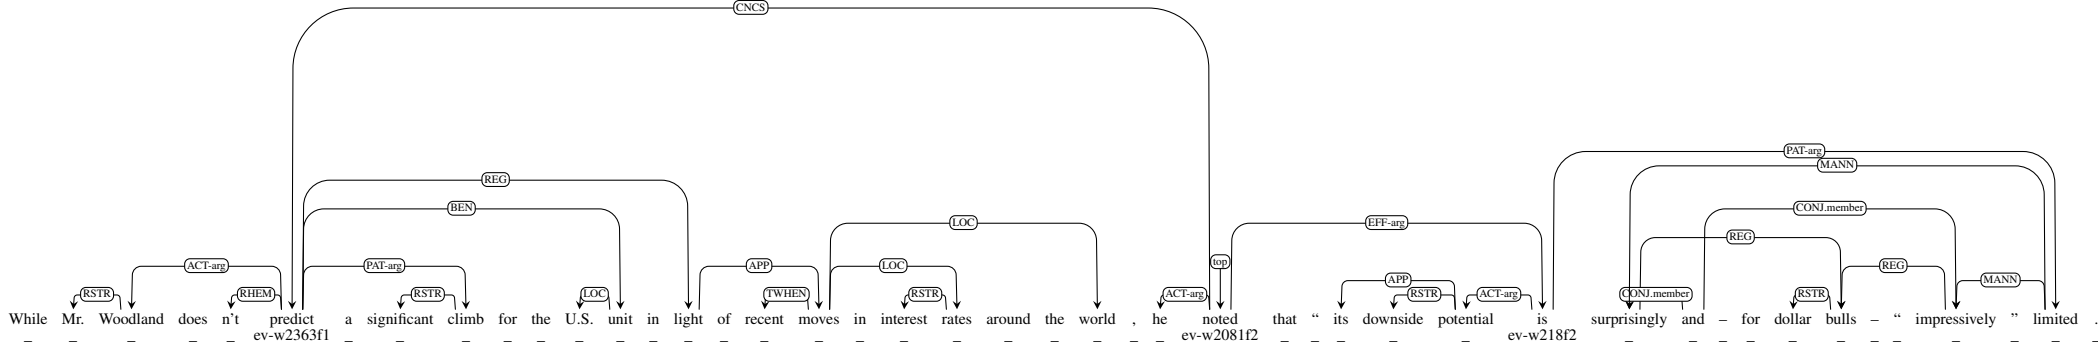 CNCS
PAT-arg
MANN
REG
BEN CONJ.member
LOC EFF-arg
REG
top
ACT-arg PAT-arg APP LOC REG
APP
RSTR RHEM RSTR LOC TWHEN RSTR ACT-arg RSTR ACT-arg CONJ.member RSTR MANN
While Mr. Woodland does n't predict a significant climb for the U.S. unit in light of recent moves in interest rates around the world , he noted that “ its downside potential is surprisingly and – for dollar bulls – “ impressively ” limited .
_ _ _ _ _ ev-w2363f1 _ _ _ _ _ _ _ _ _ _ _ _ _ _ _ _ _ _ _ _ ev-w2081f2 _ _ _ _ _ ev-w218f2 _ _ _ _ _ _ _ _ _ _ _ _